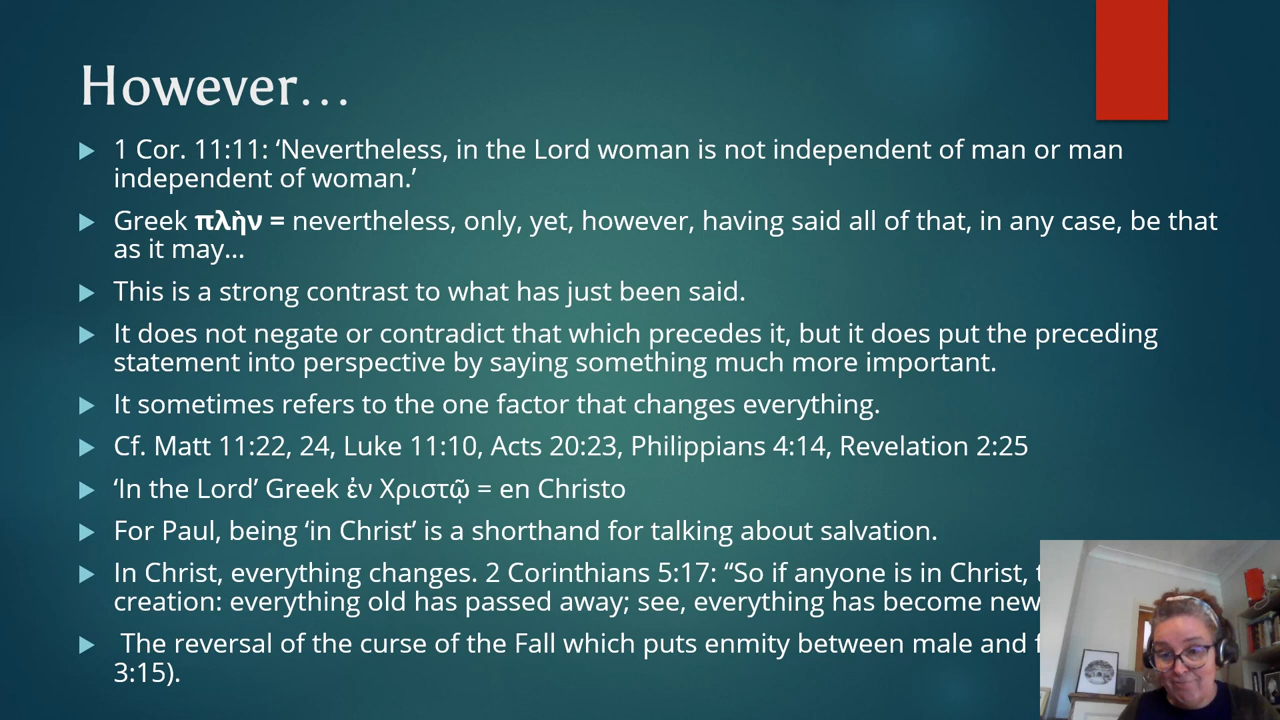 However…
1 Cor. 11:11: ‘Nevertheless, in the Lord woman is not independent of man or man
independent of woman.’
Greek πλὴν = nevertheless, only, yet, however, having said all of that, in any case, be that
as it may…
This is a strong contrast to what has just been said.
It does not negate or contradict that which precedes it, but it does put the preceding
statement into perspective by saying something much more important.
It sometimes refers to the one factor that changes everything.
Cf. Matt 11:22, 24, Luke 11:10, Acts 20:23, Philippians 4:14, Revelation 2:25
‘In the Lord’ Greek ἐν Χριστῷ = en Christo
For Paul, being ‘in Christ’ is a shorthand for talking about salvation.
In Christ, everything changes. 2 Corinthians 5:17: “So if anyone is in Christ,
creation: everything old has passed away; see, everything has become new
The reversal of the curse of the Fall which puts enmity between male and
3:15).